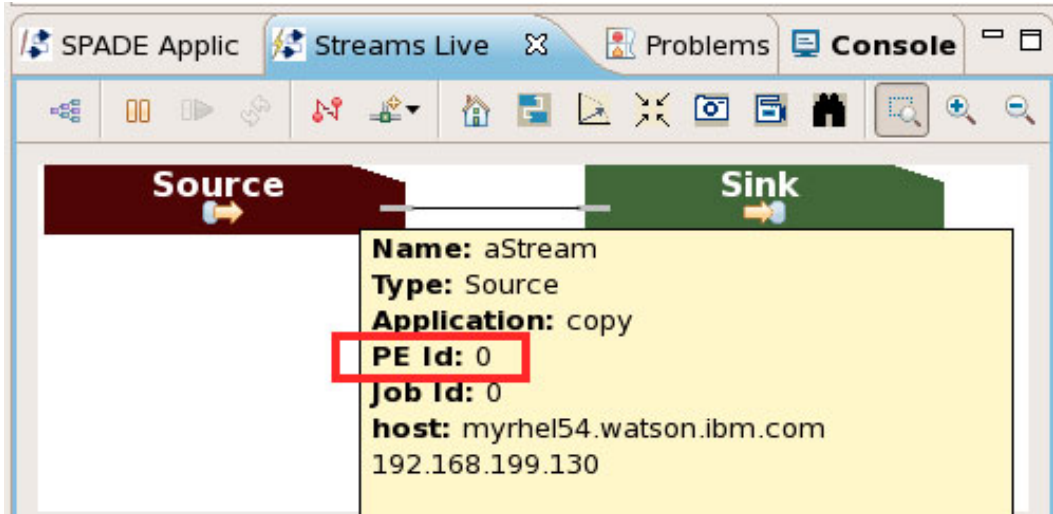 SPADE Applic Streams Live Problems Console
Source Sink
Name: aStream
Type: Source
Application: copy
PE Id: 0
Job Id: 0
host: myrhel54.watson.ibm.com
192.168.199.130